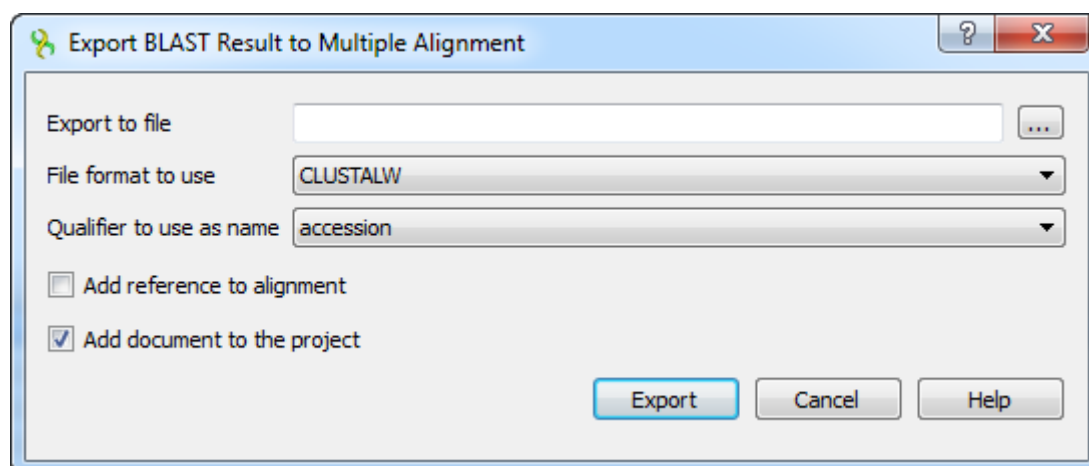 Export BLAST Result to Multiple Alignment
Export to file ...
File format to use CLUSTALW
Qualifier to use as name accession
Add reference to alignment
Add document to the project
Export Cancel Help